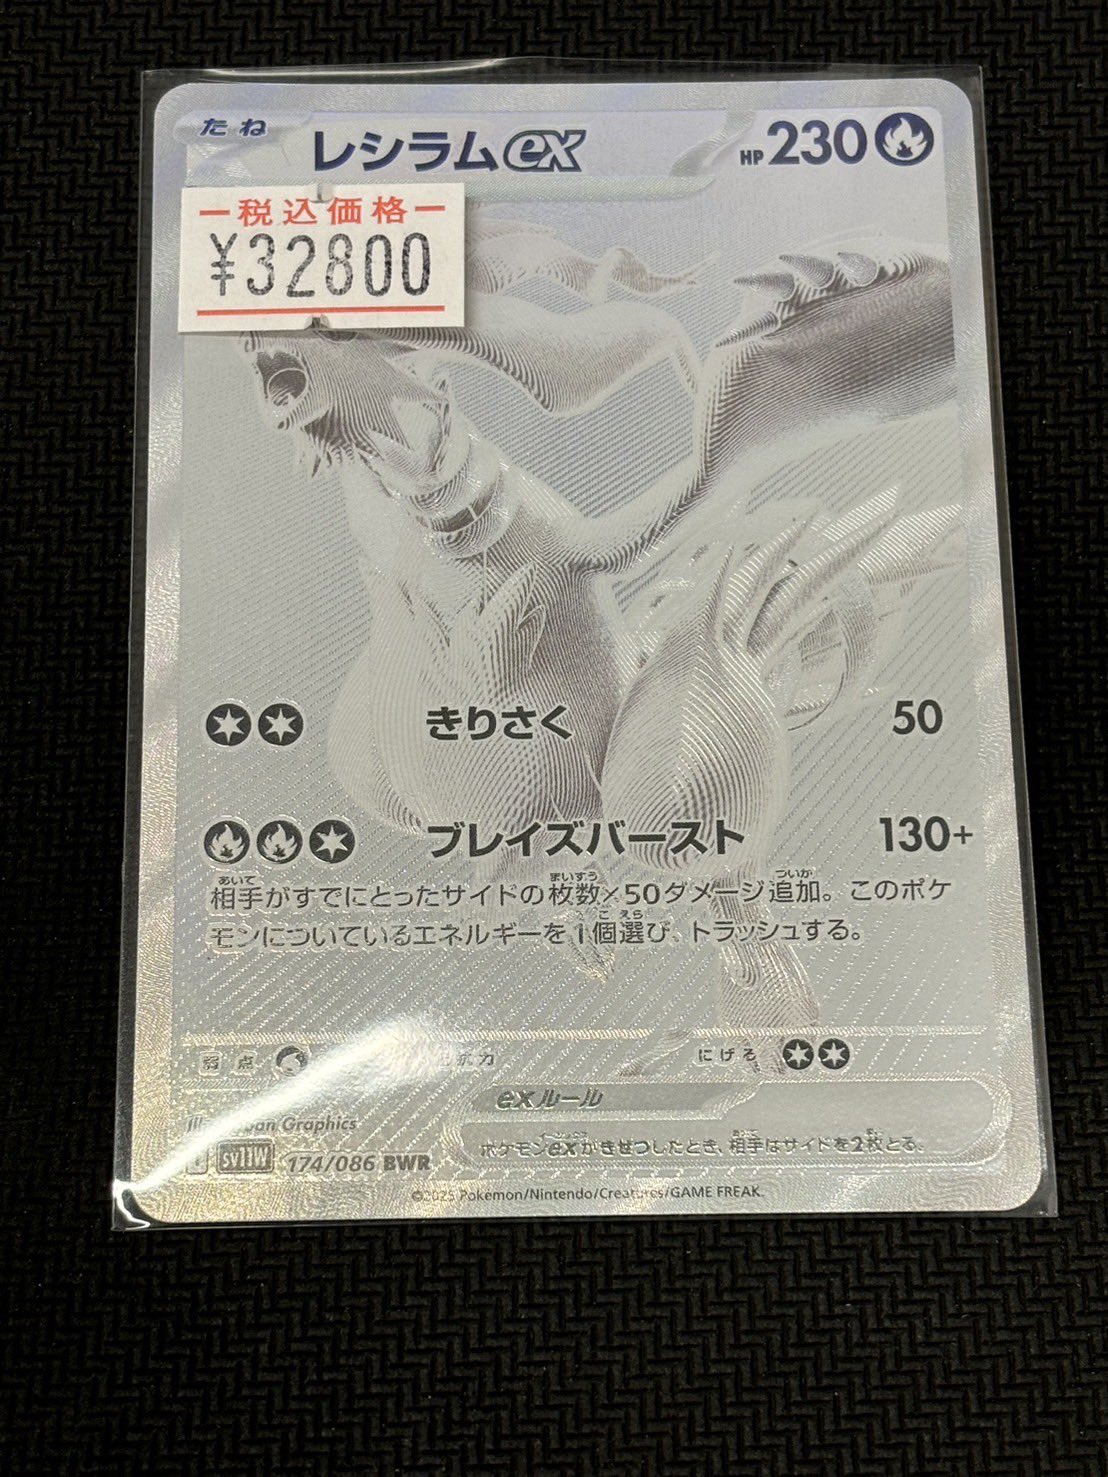 たね
レシラムex
HP 230
税込価格
¥32800
きりさく 50
ブレイズバースト 130+
相手がすでにとったサイドの枚数×50ダメージ追加。このポケ
モンについているエネルギーを1個選び、トラッシュする。
弱点
にげる
exルール
ポケモンexがきぜつしたとき、相手はサイドを2枚とる。
Graphics
sv11W 174/086 BWR
©2025 Pokémon/Nintendo/Creatures/GAME FREAK.